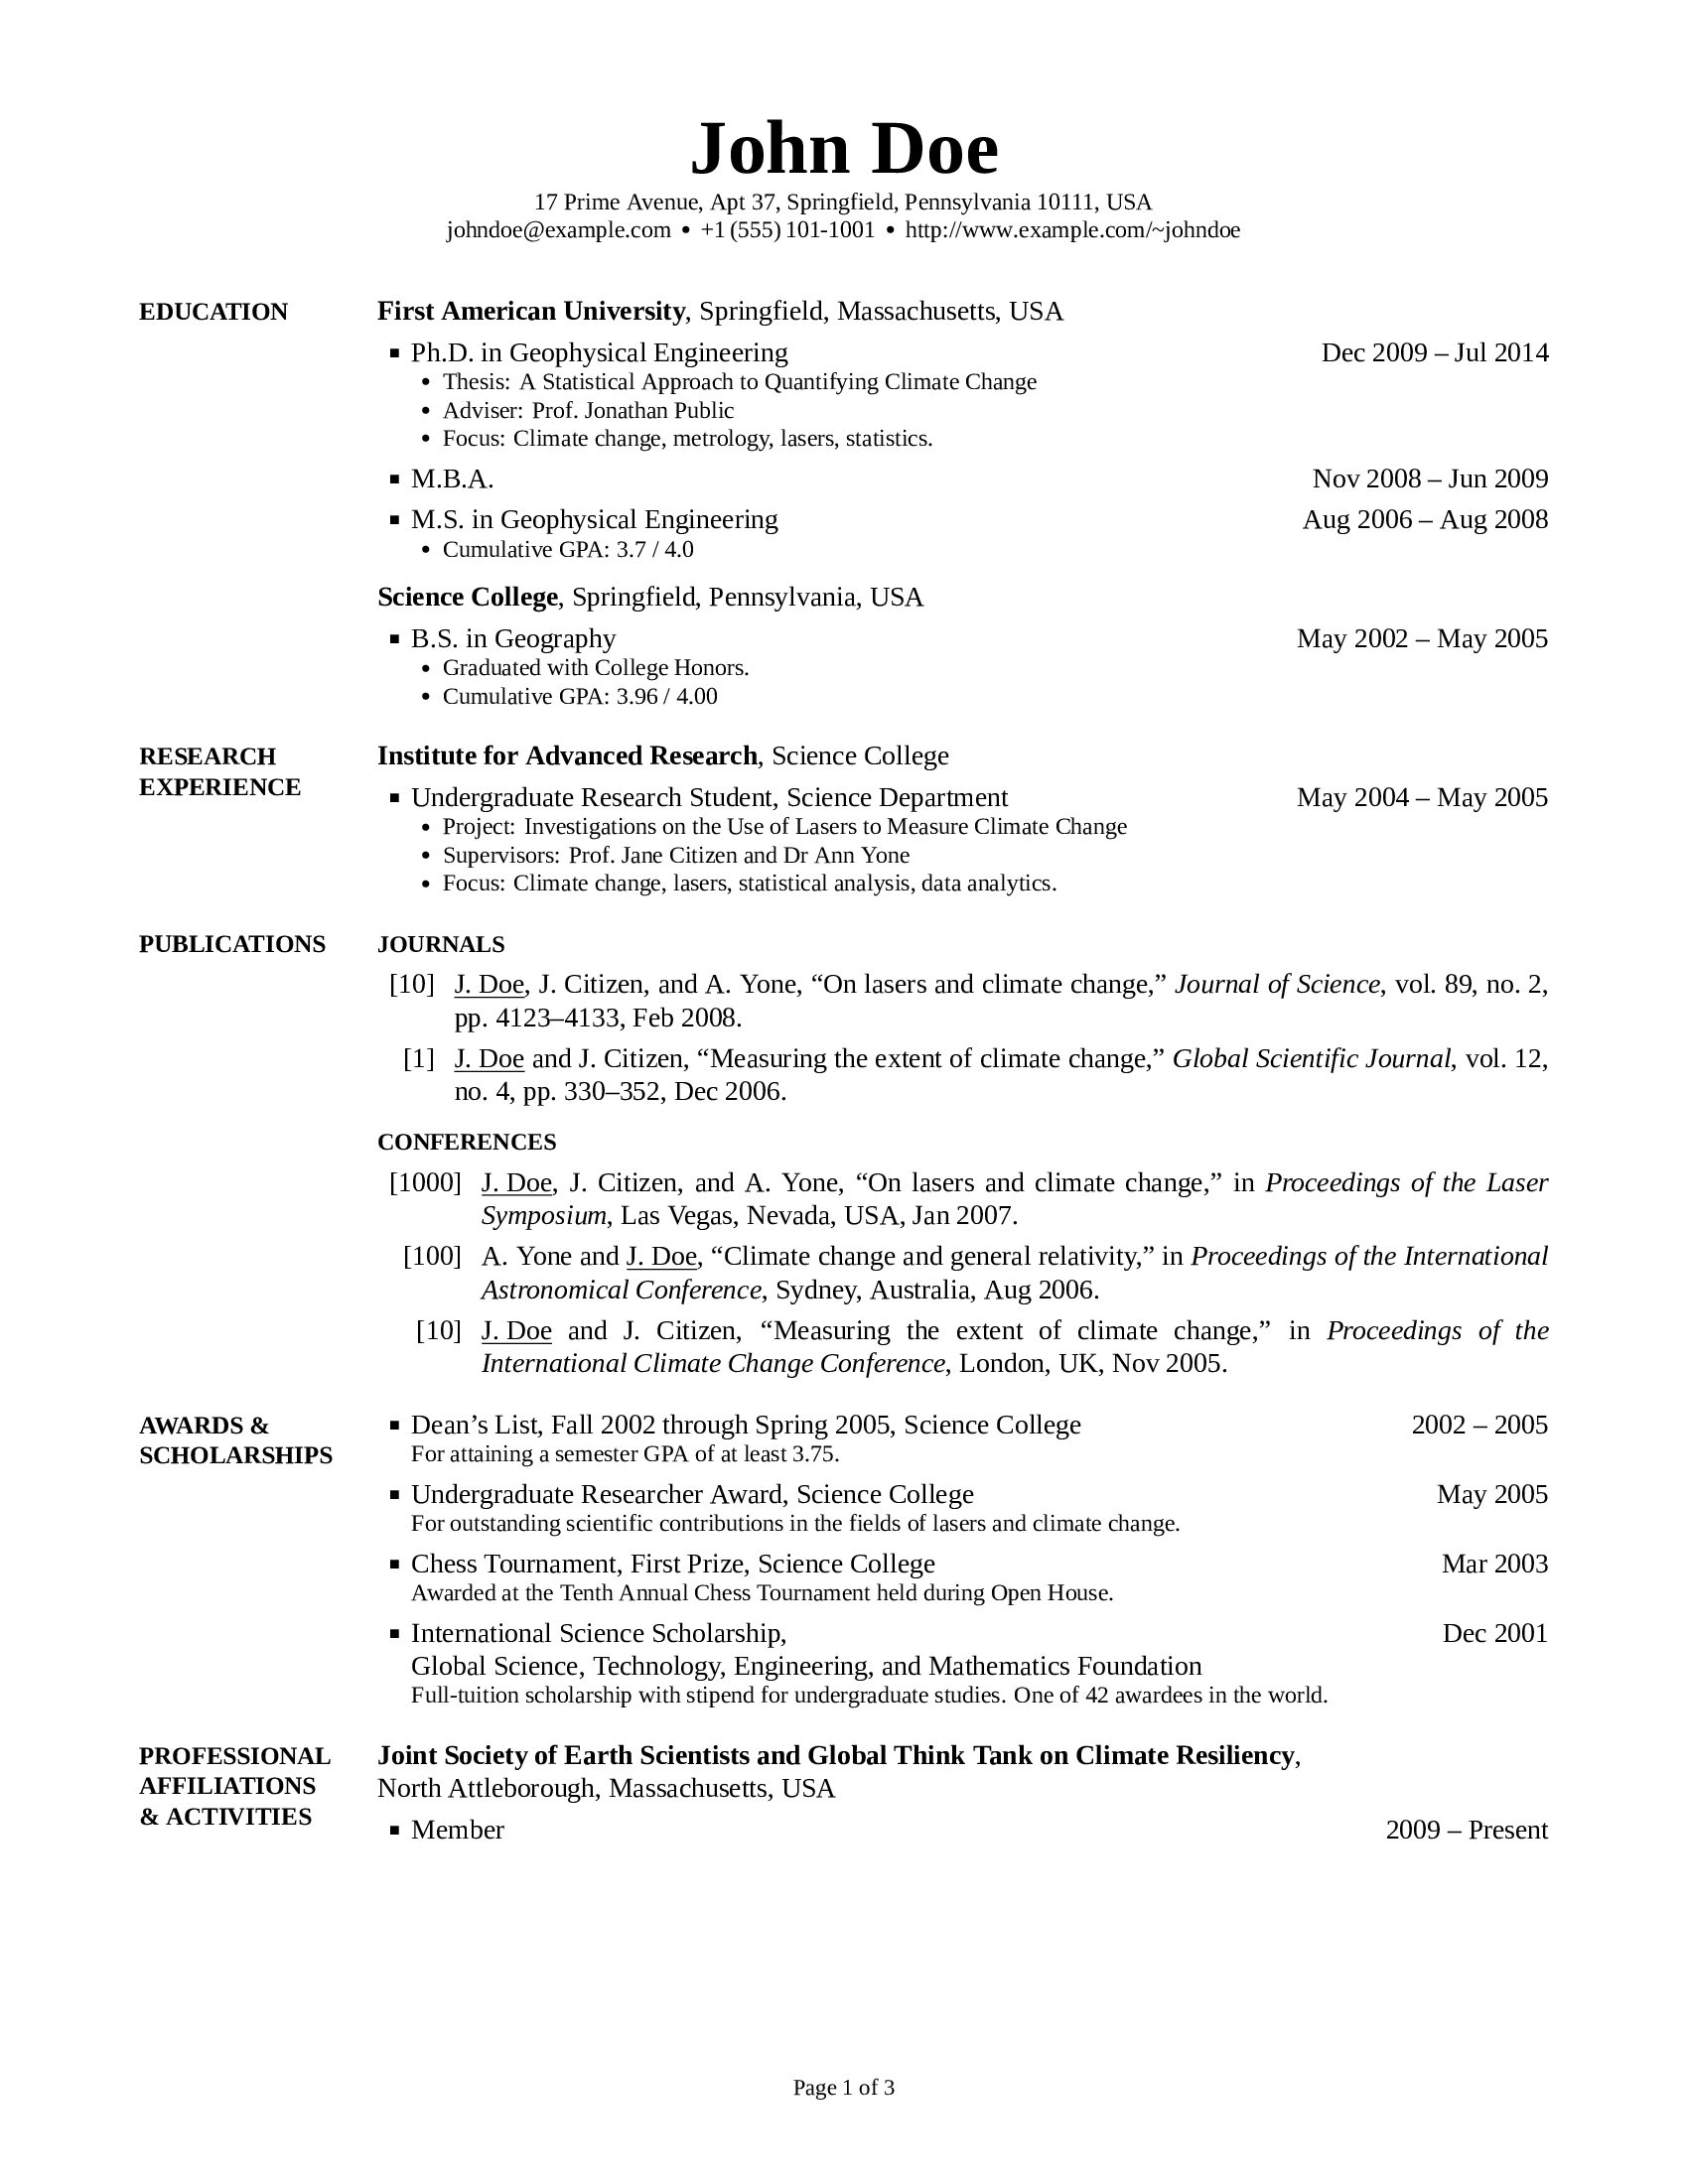 John Doe
17 Prime Avenue, Apt 37, Springfield, Pennsylvania 10111, USA
johndoe@example.com • +1 (555) 101-1001 • http://www.example.com/~johndoe
EDUCATION
First American University, Springfield, Massachusetts, USA
▪ Ph.D. in Geophysical Engineering Dec 2009 – Jul 2014
• Thesis: A Statistical Approach to Quantifying Climate Change
• Adviser: Prof. Jonathan Public
• Focus: Climate change, metrology, lasers, statistics.
▪ M.B.A. Nov 2008 – Jun 2009
▪ M.S. in Geophysical Engineering Aug 2006 – Aug 2008
• Cumulative GPA: 3.7 / 4.0
Science College, Springfield, Pennsylvania, USA
▪ B.S. in Geography May 2002 – May 2005
• Graduated with College Honors.
• Cumulative GPA: 3.96 / 4.00
RESEARCH
EXPERIENCE
Institute for Advanced Research, Science College
▪ Undergraduate Research Student, Science Department May 2004 – May 2005
• Project: Investigations on the Use of Lasers to Measure Climate Change
• Supervisors: Prof. Jane Citizen and Dr Ann Yone
• Focus: Climate change, lasers, statistical analysis, data analytics.
PUBLICATIONS
JOURNALS
[10] J. Doe, J. Citizen, and A. Yone, “On lasers and climate change,” Journal of Science, vol. 89, no. 2,
pp. 4123–4133, Feb 2008.
[1] J. Doe and J. Citizen, “Measuring the extent of climate change,” Global Scientific Journal, vol. 12,
no. 4, pp. 330–352, Dec 2006.
CONFERENCES
[1000] J. Doe, J. Citizen, and A. Yone, “On lasers and climate change,” in Proceedings of the Laser
Symposium, Las Vegas, Nevada, USA, Jan 2007.
[100] A. Yone and J. Doe, “Climate change and general relativity,” in Proceedings of the International
Astronomical Conference, Sydney, Australia, Aug 2006.
[10] J. Doe and J. Citizen, “Measuring the extent of climate change,” in Proceedings of the
International Climate Change Conference, London, UK, Nov 2005.
AWARDS &
SCHOLARSHIPS
▪ Dean’s List, Fall 2002 through Spring 2005, Science College 2002 – 2005
For attaining a semester GPA of at least 3.75.
▪ Undergraduate Researcher Award, Science College May 2005
For outstanding scientific contributions in the fields of lasers and climate change.
▪ Chess Tournament, First Prize, Science College Mar 2003
Awarded at the Tenth Annual Chess Tournament held during Open House.
▪ International Science Scholarship, Dec 2001
Global Science, Technology, Engineering, and Mathematics Foundation
Full-tuition scholarship with stipend for undergraduate studies. One of 42 awardees in the world.
PROFESSIONAL
AFFILIATIONS
& ACTIVITIES
Joint Society of Earth Scientists and Global Think Tank on Climate Resiliency,
North Attleborough, Massachusetts, USA
▪ Member 2009 – Present
Page 1 of 3